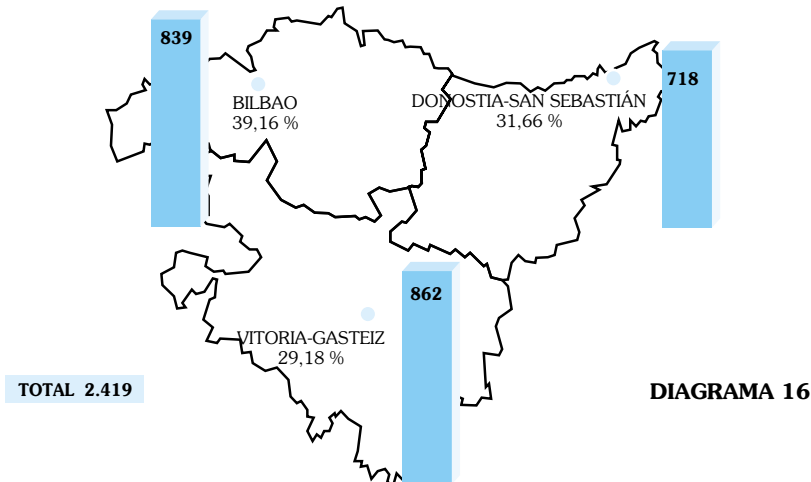 839
BILBAO
39,16 %
DONOSTIA-SAN SEBASTIÁN
31,66 %
718
862
VITORIA-GASTEIZ
29,18 %
TOTAL 2.419
DIAGRAMA 16